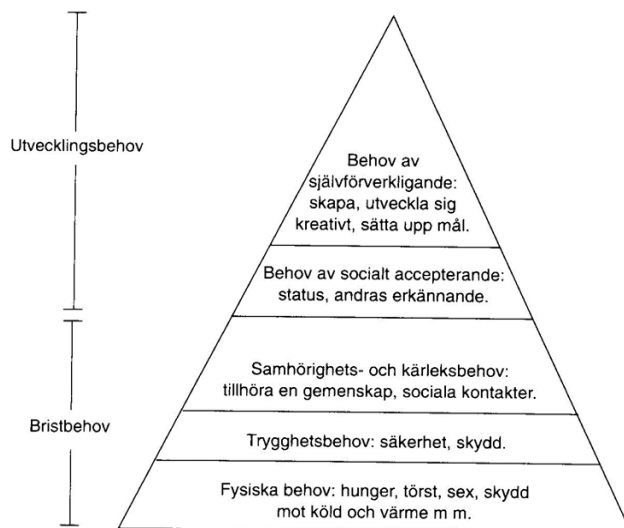 Utvecklingsbehov
Behov av
självförverkligande:
skapa, utveckla sig
kreativt, sätta upp mål.
Behov av socialt accepterande:
status, andras erkännande.
Samhörighets- och kärleksbehov:
tillhöra en gemenskap, sociala kontakter.
Bristbehov
Trygghetsbehov: säkerhet, skydd.
Fysiska behov: hunger, törst, sex, skydd
mot köld och värme m m.